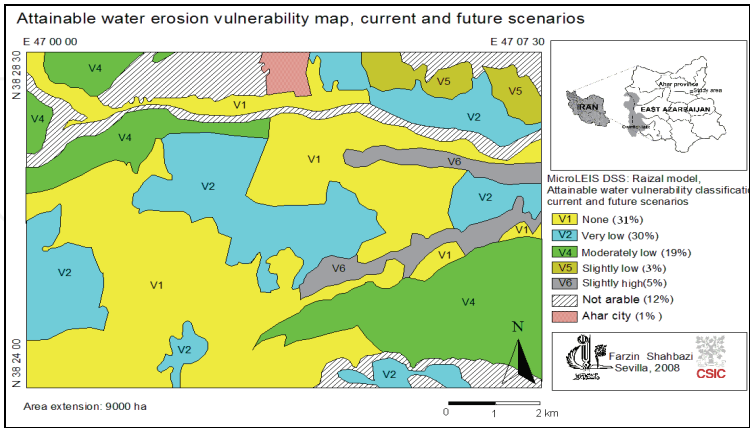 Attainable water erosion vulnerability map, current and future scenarios
E 47 00 00
E 47 07 30
N 38 28 30
N 38 24 00
V4
V5
V5
V1
V2
V4
V4
V1
V6
V2
V2
V1
V2
V6
V1
V1
V4
V2
V2
N
Ahar province
Study area
IRAN
EAST AZARBAIJAN
MicroLEIS DSS: Raizal model,
Attainable water vulnerability classificatio
current and future scenarios
V1 None (31%)
V2 Very low (30%)
V4 Moderately low (19%)
V5 Slightly low (3%)
V6 Slightly high(5%)
Not arable (12%)
Ahar city (1%)
Farzin Shahbazi
Sevilla, 2008
CSIC
Area extension: 9000 ha
0 1 2 km